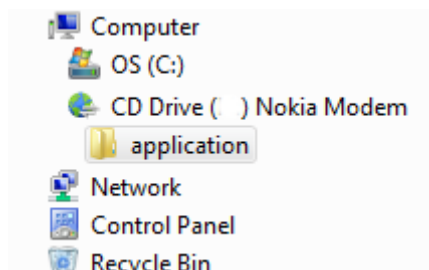 Computer
OS (C:)
CD Drive ( ) Nokia Modem
application
Network
Control Panel
Recycle Bin